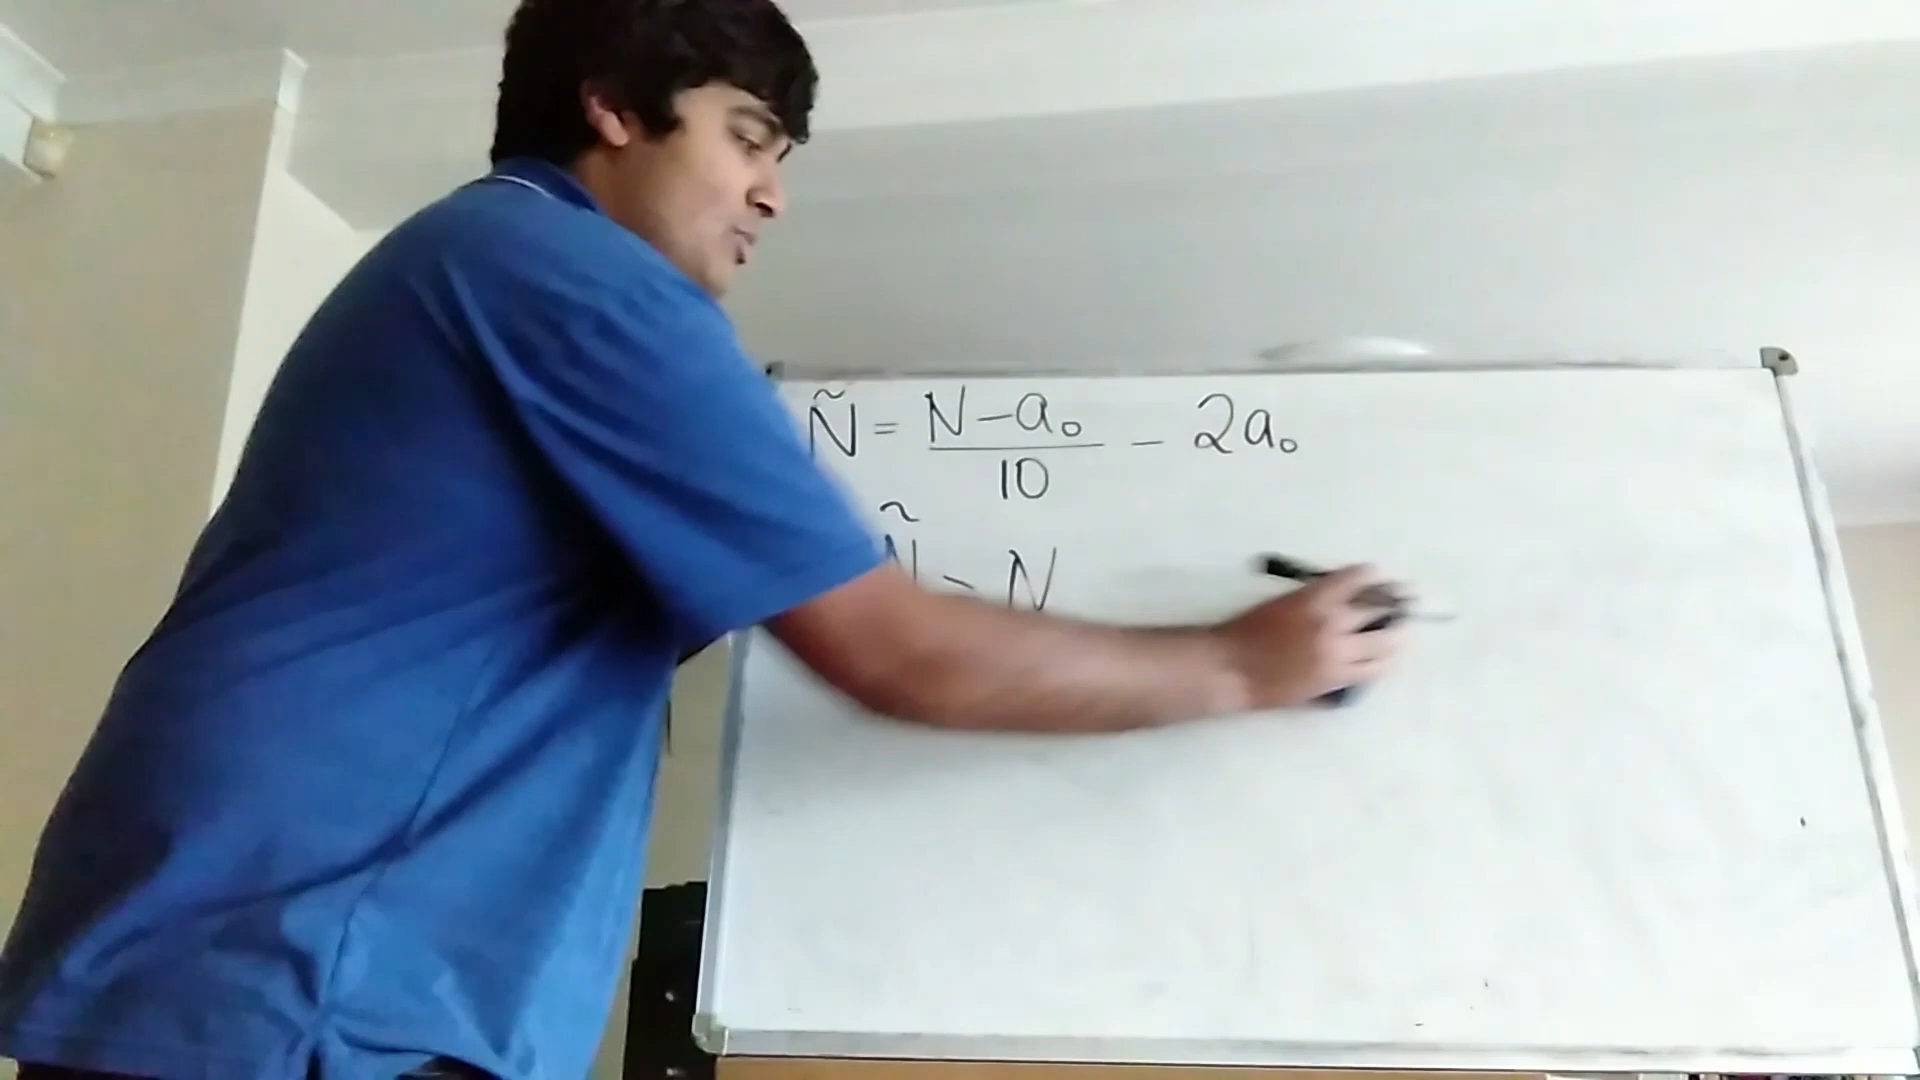 Ñ = (N - a₀)/10 - 2a₀
Ñ = N